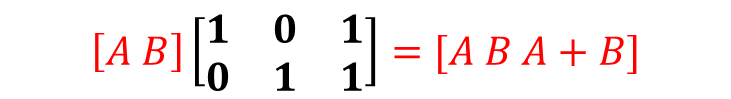 [A B] [1 0 1
0 1 1] = [A B A + B]